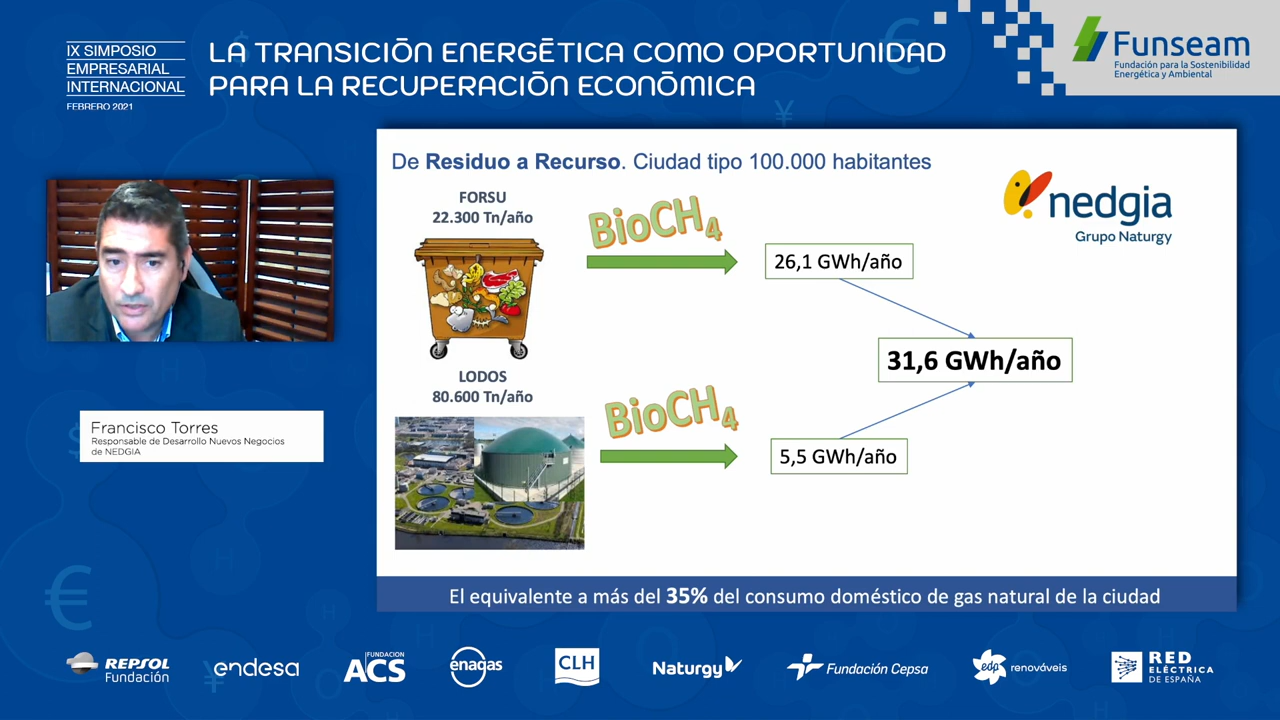 IX SIMPOSIO
EMPRESARIAL
INTERNACIONAL
FEBRERO 2021
LA TRANSICIÓN ENERGÉTICA COMO OPORTUNIDAD
PARA LA RECUPERACIÓN ECONÓMICA
Funseam
Fundación para la Sostenibilidad
Energética y Ambiental
De Residuo a Recurso. Ciudad tipo 100.000 habitantes
nedgia
Grupo Naturgy
FORSU
22.300 Tn/año
BioCH4
26,1 GWh/año
31,6 GWh/año
LODOS
80.600 Tn/año
BioCH4
5,5 GWh/año
Francisco Torres
Responsable de Desarrollo Nuevos Negocios
de NEDGIA
El equivalente a más del 35% del consumo doméstico de gas natural de la ciudad
REPSOL
Fundación
endesa
FUNDACION
ACS
enagas
CLH
Naturgy
Fundación Cepsa
edp renováveis
RED
ELÉCTRICA
DE ESPAÑA